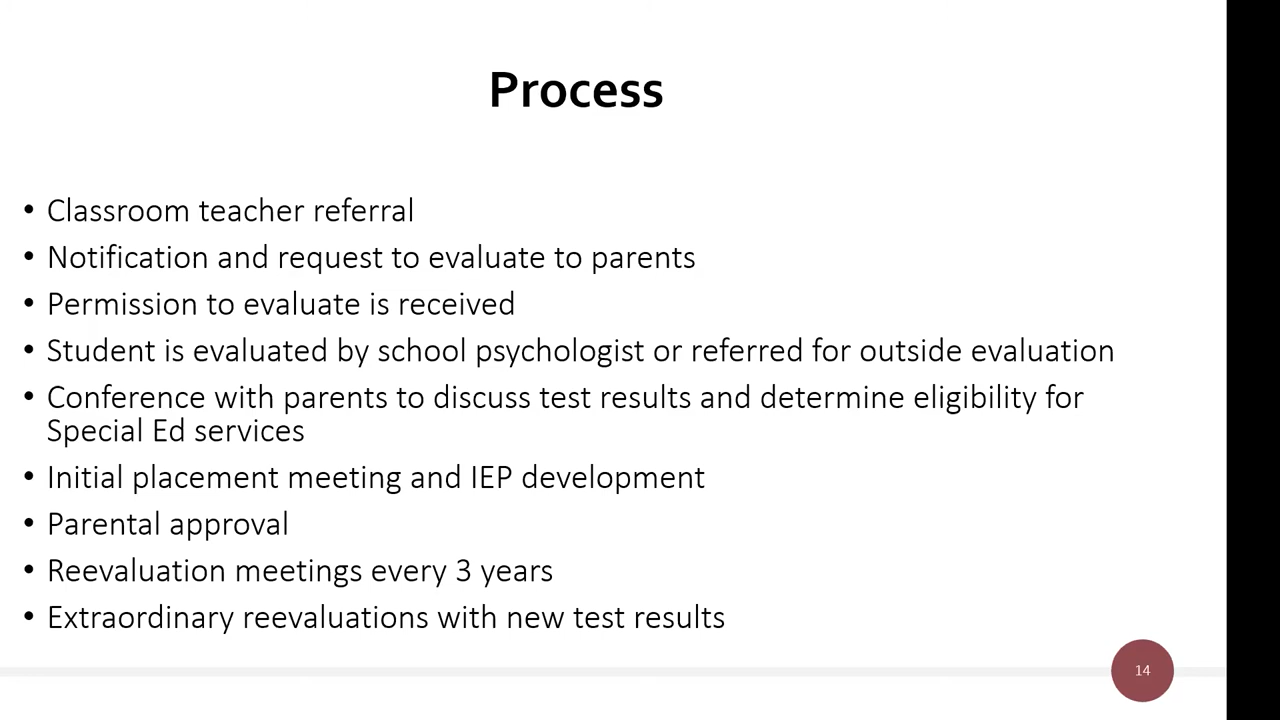 Process
• Classroom teacher referral
• Notification and request to evaluate to parents
• Permission to evaluate is received
• Student is evaluated by school psychologist or referred for outside evaluation
• Conference with parents to discuss test results and determine eligibility for
Special Ed services
• Initial placement meeting and IEP development
• Parental approval
• Reevaluation meetings every 3 years
• Extraordinary reevaluations with new test results
14